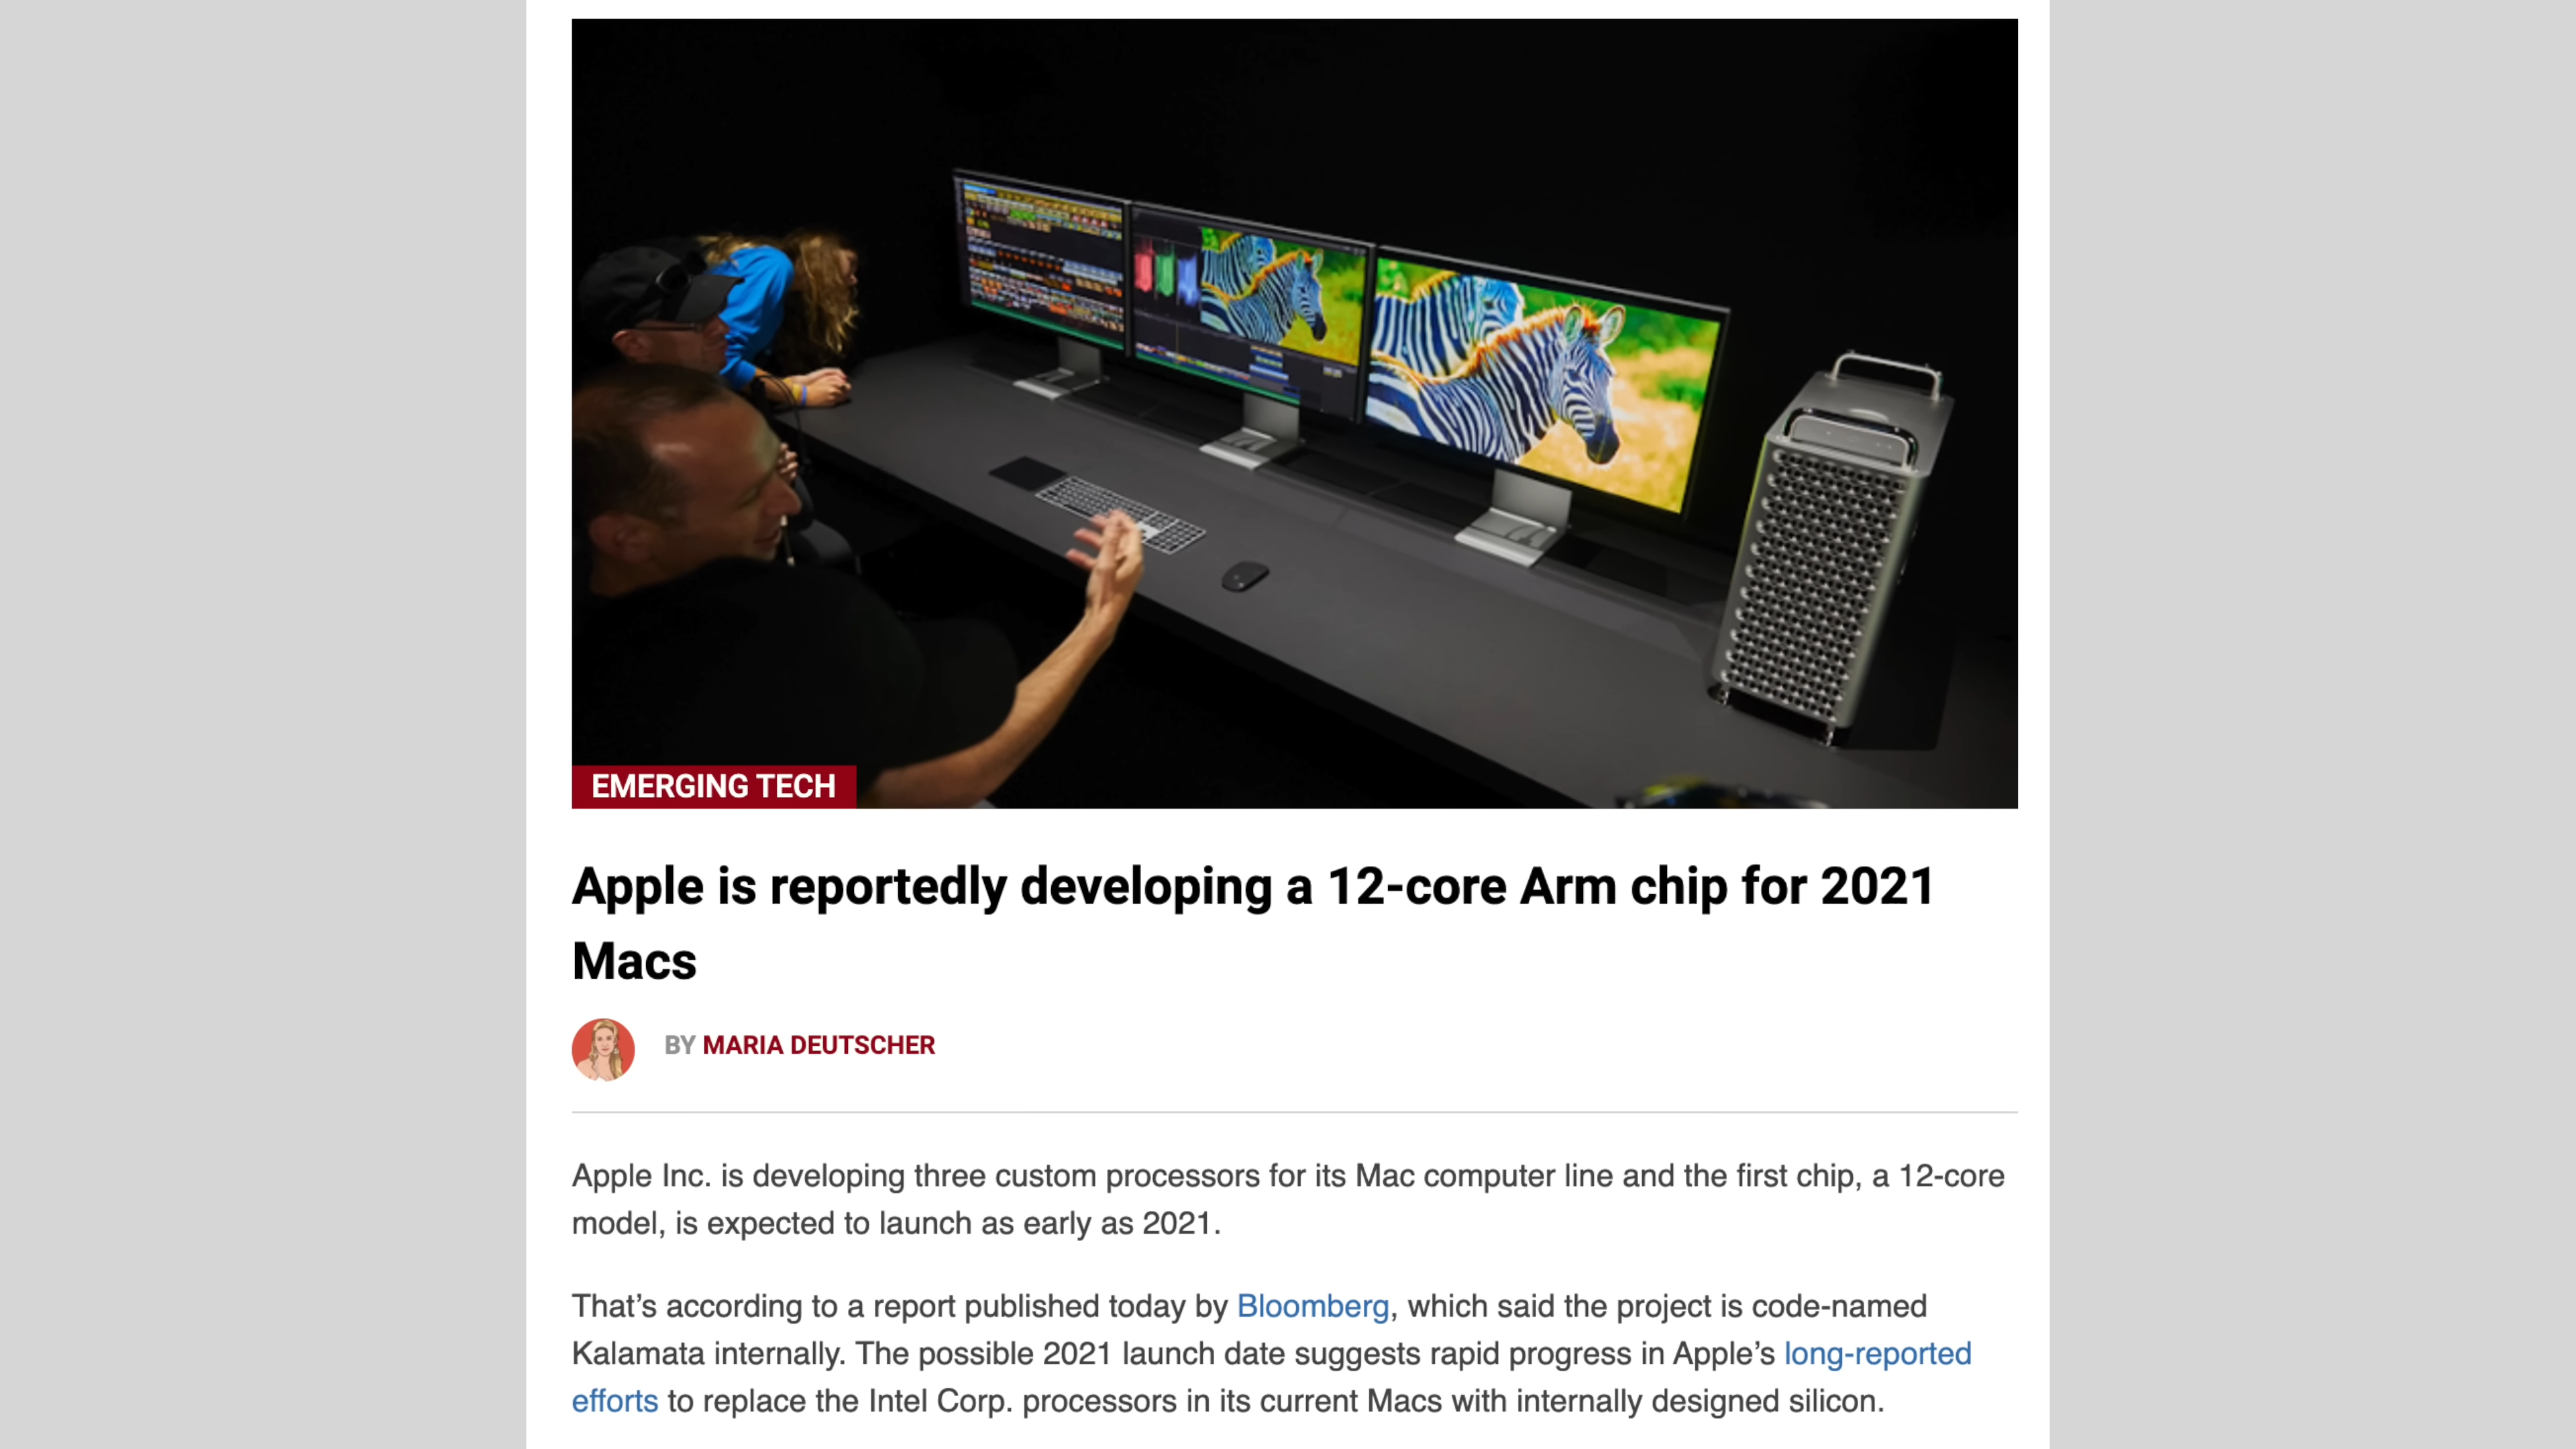 EMERGING TECH
Apple is reportedly developing a 12-core Arm chip for 2021
Macs
BY MARIA DEUTSCHER
Apple Inc. is developing three custom processors for its Mac computer line and the first chip, a 12-core
model, is expected to launch as early as 2021.
That’s according to a report published today by Bloomberg, which said the project is code-named
Kalamata internally. The possible 2021 launch date suggests rapid progress in Apple’s long-reported
efforts to replace the Intel Corp. processors in its current Macs with internally designed silicon.